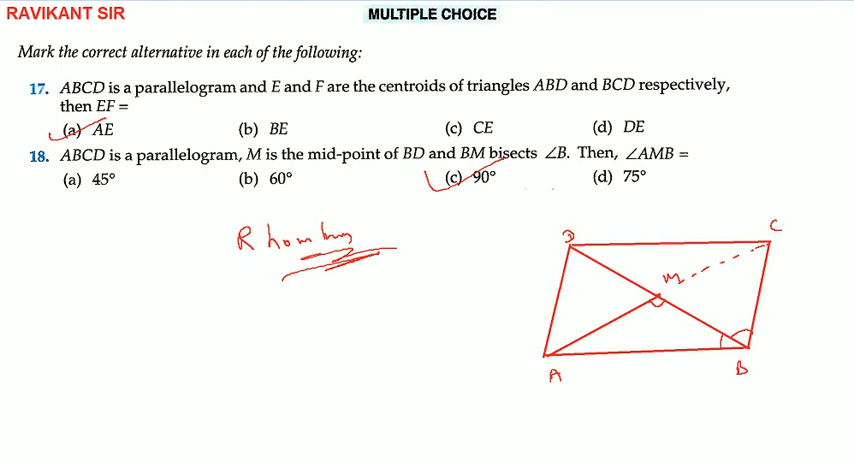 RAVIKANT SIR
MULTIPLE CHOICE
Mark the correct alternative in each of the following:
17. ABCD is a parallelogram and E and F are the centroids of triangles ABD and BCD respectively,
then EF =
(a) AE (b) BE (c) CE (d) DE
18. ABCD is a parallelogram, M is the mid-point of BD and BM bisects ∠B. Then, ∠AMB =
(a) 45° (b) 60° (c) 90° (d) 75°
Rhombus
D
C
M
A
B